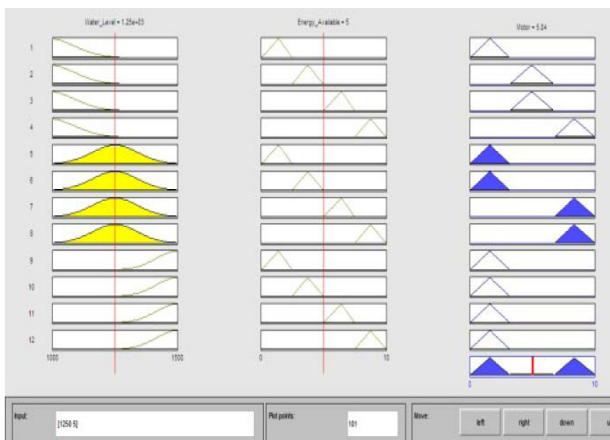 Water_Level = 1.25e+03
Energy_Available = 5
Motor = 5.04
1
2
3
4
5
6
7
8
9
10
11
12
1000
1500
0
10
0
10
Input:
[1250 5]
Plot points:
101
Move:
left
right
down